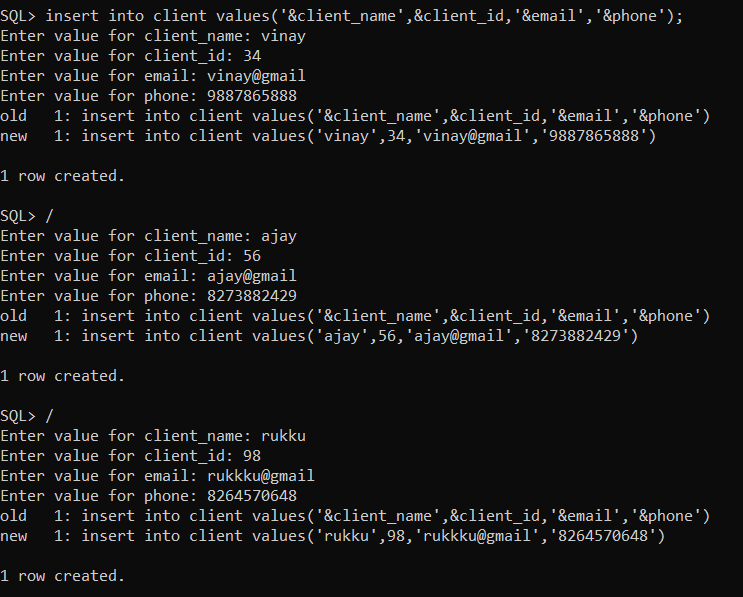 SQL> insert into client values('&client_name',&client_id,'&email','&phone');
Enter value for client_name: vinay
Enter value for client_id: 34
Enter value for email: vinay@gmail
Enter value for phone: 9887865888
old   1: insert into client values('&client_name',&client_id,'&email','&phone')
new   1: insert into client values('vinay',34,'vinay@gmail','9887865888')
1 row created.
SQL> /
Enter value for client_name: ajay
Enter value for client_id: 56
Enter value for email: ajay@gmail
Enter value for phone: 8273882429
old   1: insert into client values('&client_name',&client_id,'&email','&phone')
new   1: insert into client values('ajay',56,'ajay@gmail','8273882429')
1 row created.
SQL> /
Enter value for client_name: rukku
Enter value for client_id: 98
Enter value for email: rukkku@gmail
Enter value for phone: 8264570648
old   1: insert into client values('&client_name',&client_id,'&email','&phone')
new   1: insert into client values('rukku',98,'rukkku@gmail','8264570648')
1 row created.